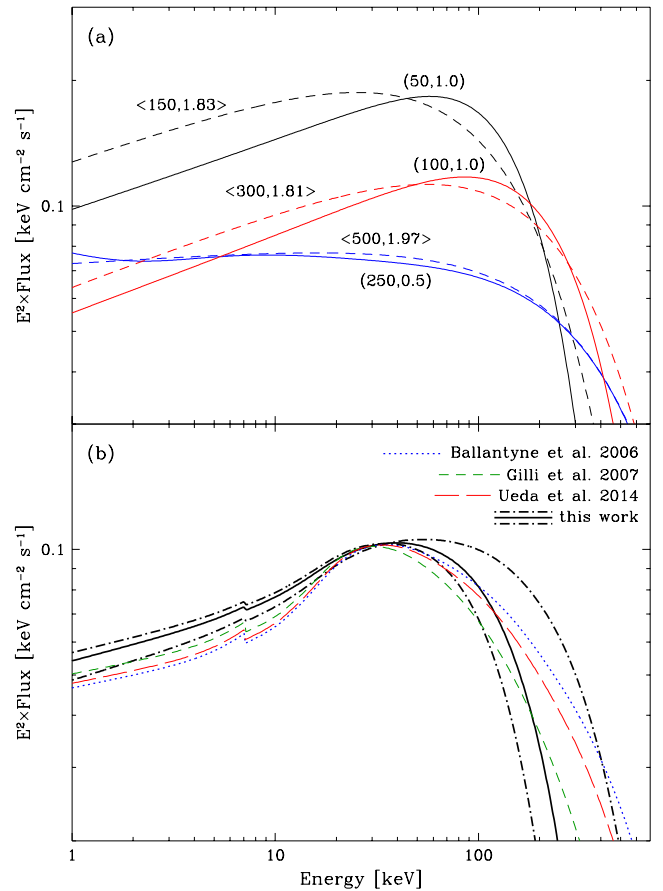 (a)
(50,1.0)
<150,1.83>
(100,1.0)
<300,1.81>
<500,1.97>
(250,0.5)
0.1
E²×Flux [keV cm⁻² s⁻¹]
(b)
Ballantyne et al. 2006
Gilli et al. 2007
Ueda et al. 2014
this work
0.1
E²×Flux [keV cm⁻² s⁻¹]
1
10
100
Energy [keV]